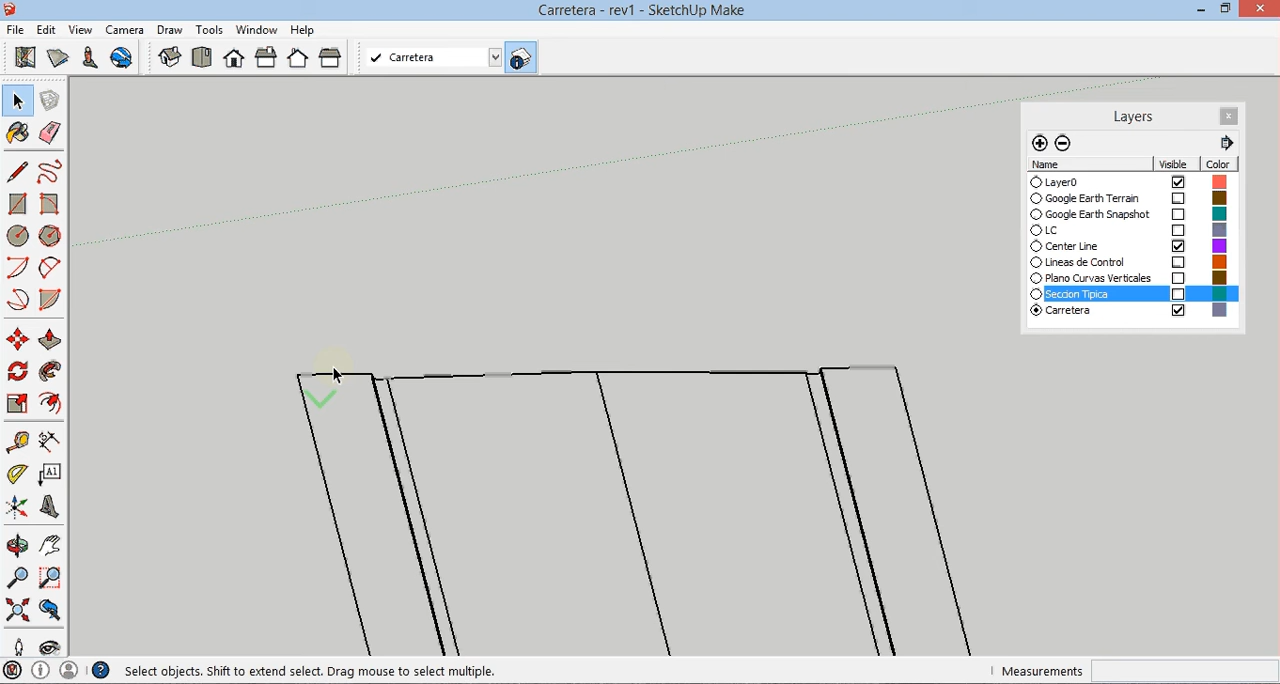 Carretera - rev1 - SketchUp Make
File Edit View Camera Draw Tools Window Help
Carretera
Layers
Name Visible Color
Layer0
Google Earth Terrain
Google Earth Snapshot
LC
Center Line
Lineas de Control
Plano Curvas Verticales
Seccion Tipica
Carretera
A1
Select objects. Shift to extend select. Drag mouse to select multiple.
Measurements